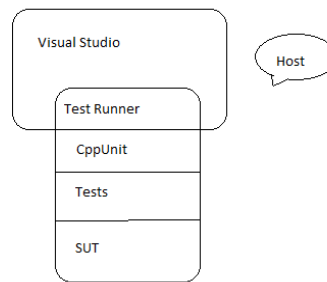 Visual Studio
Host
Test Runner
CppUnit
Tests
SUT